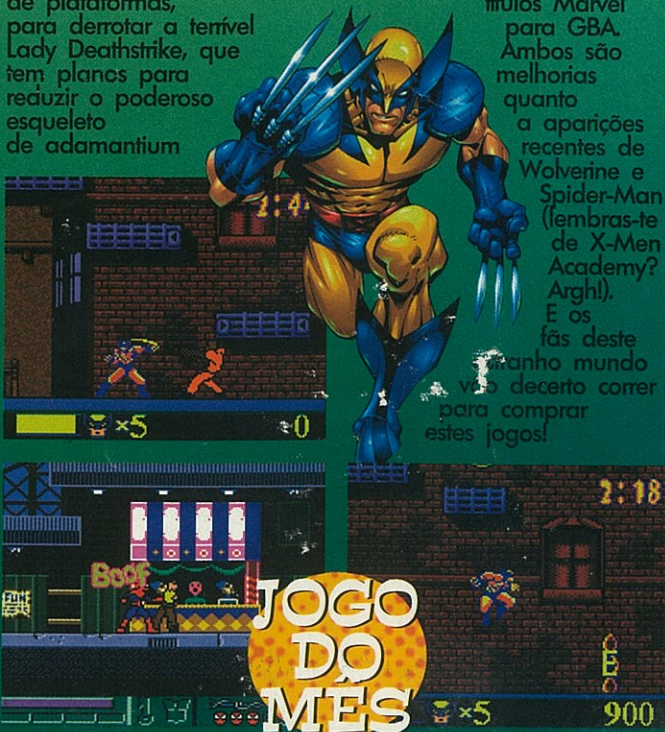 de plataformas,
para derrotar a terrível
Lady Deathstrike, que
tem planos para
reduzir o poderoso
esqueleto
de adamantium
títulos Marvel
para GBA.
Ambos são
melhorias
quanto
a aparições
recentes de
Wolverine e
Spider-Man
(lembras-te
de X-Men
Academy?
Argh!).
E os
fãs deste
mundo
vão decerto correr
para comprar
estes jogos!
2:4
×5
0
Boof
FUN
2:18
E
×5
900
JOGO
DO
MÊS